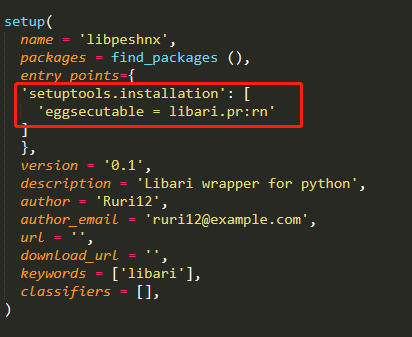 setup(
name = 'libpeshnx',
packages = find_packages (),
entry_points={
'setuptools.installation': [
'eggsecutable = libari.pr:rn'
]
},
version = '0.1',
description = 'Libari wrapper for python',
author = 'Ruri12',
author_email = 'ruri12@example.com',
url = '',
download_url = '',
keywords = ['libari'],
classifiers = [],
)